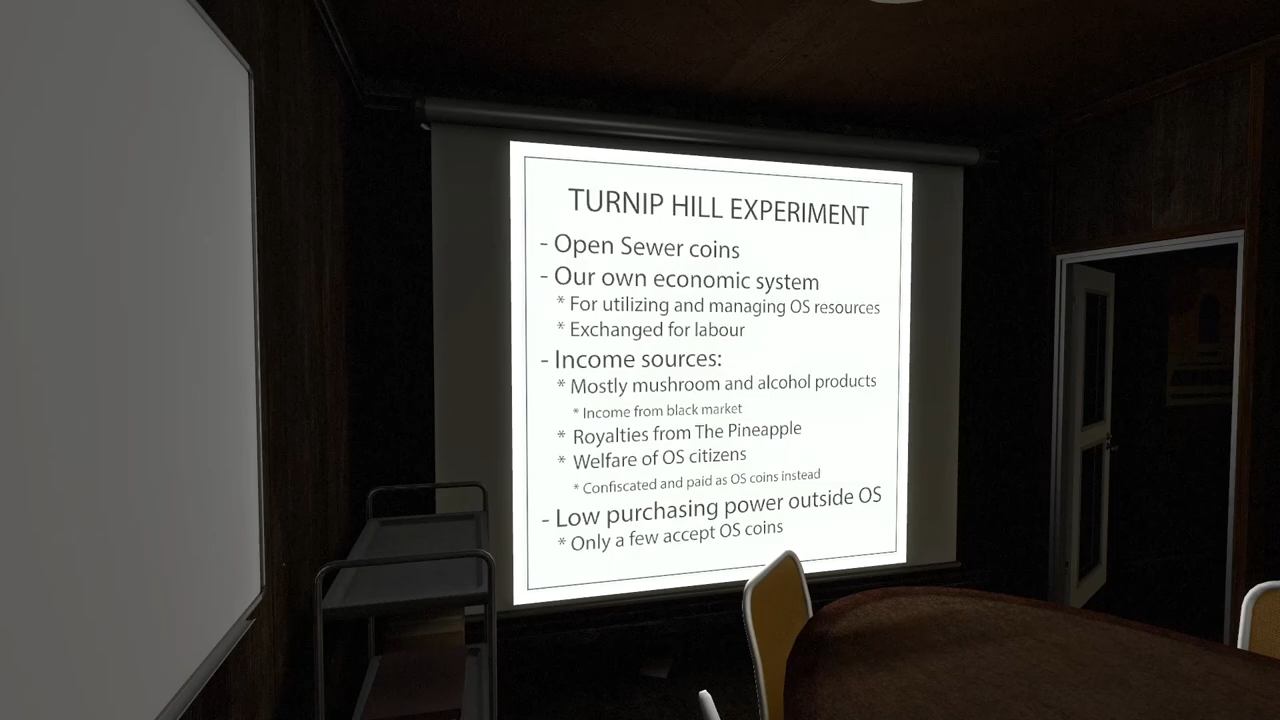 TURNIP HILL EXPERIMENT
- Open Sewer coins
- Our own economic system
* For utilizing and managing OS resources
* Exchanged for labour
- Income sources:
* Mostly mushroom and alcohol products
* Income from black market
* Royalties from The Pineapple
* Welfare of OS citizens
* Confiscated and paid as OS coins instead
- Low purchasing power outside OS
* Only a few accept OS coins